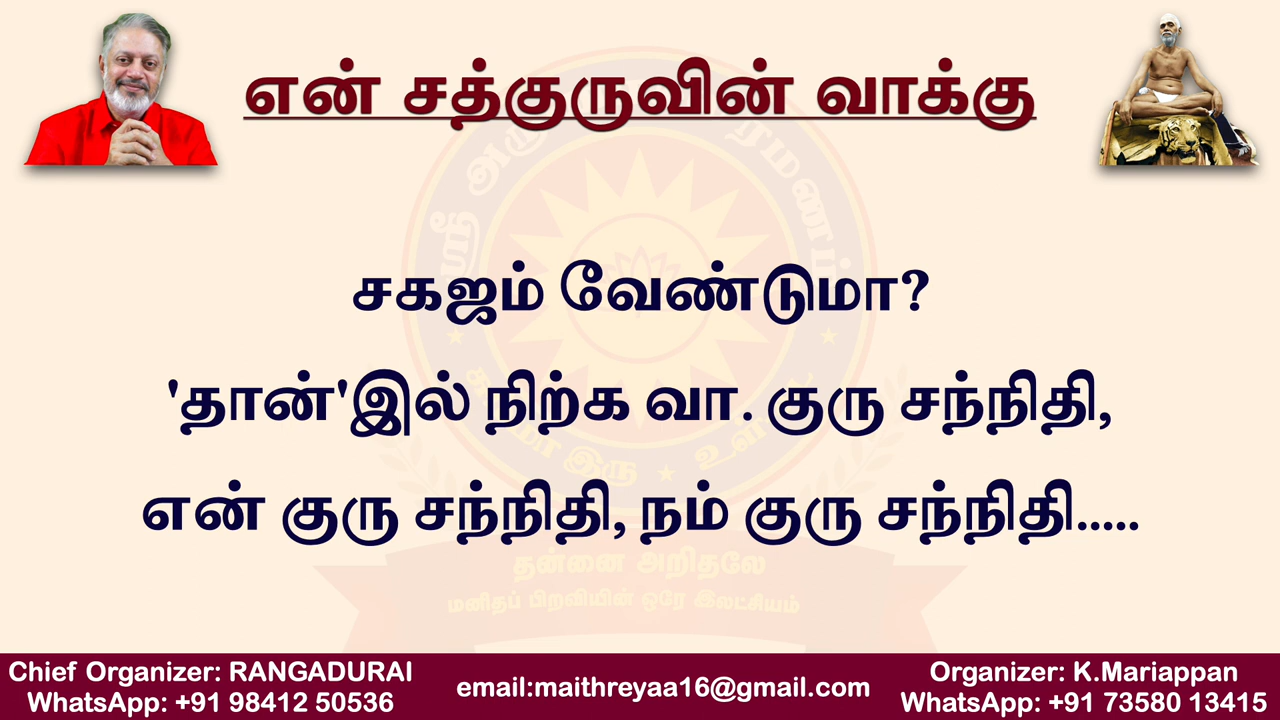 என் சத்குருவின் வாக்கு
சகஜம் வேண்டுமா?
'தான்'இல் நிற்க வா. குரு சந்நிதி,
என் குரு சந்நிதி, நம் குரு சந்நிதி.....
தன்னை அறிதலே
மனிதப் பிறவியின் ஒரே இலட்சியம்
Chief Organizer: RANGADURAI
WhatsApp: +91 98412 50536
email:maithreyaa16@gmail.com
Organizer: K.Mariappan
WhatsApp: +91 73580 13415